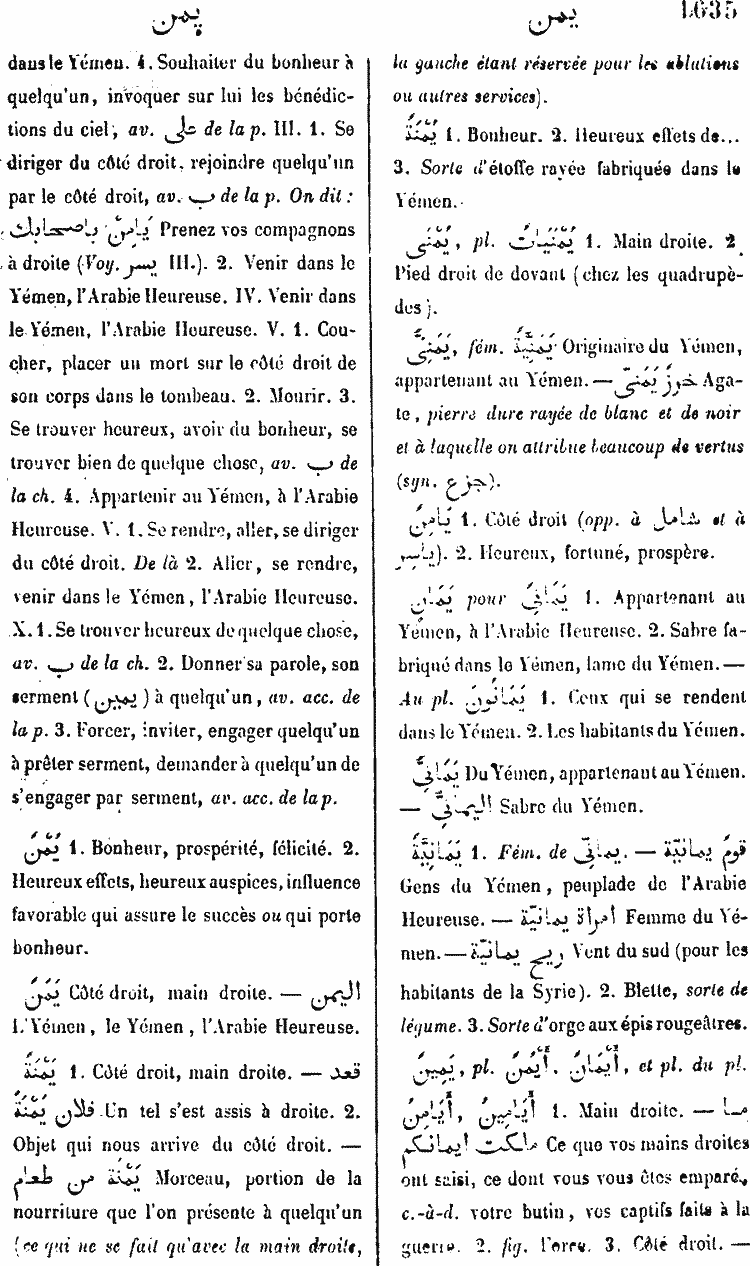 يمن
dans le Yémen. 4. Souhaiter du bonheur à
quelqu'un, invoquer sur lui les bénédic-
tions du ciel, av. على de la p. III. 1. Se
diriger du côté droit, rejoindre quelqu'un
par le côté droit, av. ب de la p. On dit :
يَامِنْ باصحابك Prenez vos compagnons
à droite (Voy. يسر III.). 2. Venir dans le
Yémen, l'Arabie Heureuse. IV. Venir dans
le Yémen, l'Arabie Heureuse. V. 1. Cou-
cher, placer un mort sur le côté droit de
son corps dans le tombeau. 2. Mourir. 3.
Se trouver heureux, avoir du bonheur, se
trouver bien de quelque chose, av. ب de
la ch. 4. Appartenir au Yémen, à l'Arabie
Heureuse. V. 1. Se rendre, aller, se diriger
du côté droit. De là 2. Aller, se rendre,
venir dans le Yémen, l'Arabie Heureuse.
X. 1. Se trouver heureux de quelque chose,
av. ب de la ch. 2. Donner sa parole, son
serment (يمين) à quelqu'un, av. acc. de
la p. 3. Forcer, inviter, engager quelqu'un
à prêter serment, demander à quelqu'un de
s'engager par serment, av. acc. de la p.
يُمْنٌ 1. Bonheur, prospérité, félicité. 2.
Heureux effets, heureux auspices, influence
favorable qui assure le succès ou qui porte
bonheur.
يَمَنٌ Côté droit, main droite. — اليمن
L'Yémen, le Yémen, l'Arabie Heureuse.
يَمْنَةٌ 1. Côté droit, main droite. — قعد
فلان يَمْنَةً Un tel s'est assis à droite. 2.
Objet qui nous arrive du côté droit. —
يَمْنَةٌ من طعام Morceau, portion de la
nourriture que l'on présente à quelqu'un
(ce qui ne se fait qu'avec la main droite,
يمن 1635
la gauche étant réservée pour les ablutions
ou autres services).
يُمْنَةٌ 1. Bonheur. 2. Heureux effets de...
3. Sorte d'étoffe rayée fabriquée dans le
Yémen.
يُمْنَى, pl. يُمْنَيَاتٌ 1. Main droite. 2.
Pied droit de devant (chez les quadrupè-
des).
يَمَنِىٌّ, fém. يَمَنِيَّةٌ Originaire du Yémen,
appartenant au Yémen. — خرز يَمَنِىّ Aga-
te, pierre dure rayée de blanc et de noir
et à laquelle on attribue beaucoup de vertus
(syn. جزع).
يَامِنٌ 1. Côté droit (opp. à شامل et à
ياسر). 2. Heureux, fortuné, prospère.
يَمَانٍ pour يَمَانِىٌ 1. Appartenant au
Yémen, à l'Arabie Heureuse. 2. Sabre fa-
briqué dans le Yémen, lame du Yémen. —
Au pl. يَمَانُونَ 1. Ceux qui se rendent
dans le Yémen. 2. Les habitants du Yémen.
يَمَانِىٌّ Du Yémen, appartenant au Yémen.
— اليمانىّ Sabre du Yémen.
يَمَانِيَّةٌ 1. Fém. de يمانىّ. — قومٌ يمانيّة
Gens du Yémen, peuplade de l'Arabie
Heureuse. — امرأة يمانيّة Femme du Yé-
men. — ريح يمانيّة Vent du sud (pour les
habitants de la Syrie). 2. Blette, sorte de
légume. 3. Sorte d'orge aux épis rougeâtres.
يَمِينٌ, pl. أَيْمُنٌ, أَيْمَانٌ, et pl. du pl.
أَيَامِنُ, أَيَامِينُ 1. Main droite. — ما
ملكت ايمانكم Ce que vos mains droites
ont saisi, ce dont vous vous êtes emparé,
c.-à-d. votre butin, vos captifs faits à la
guerre. 2. fig. Force. 3. Côté droit. —